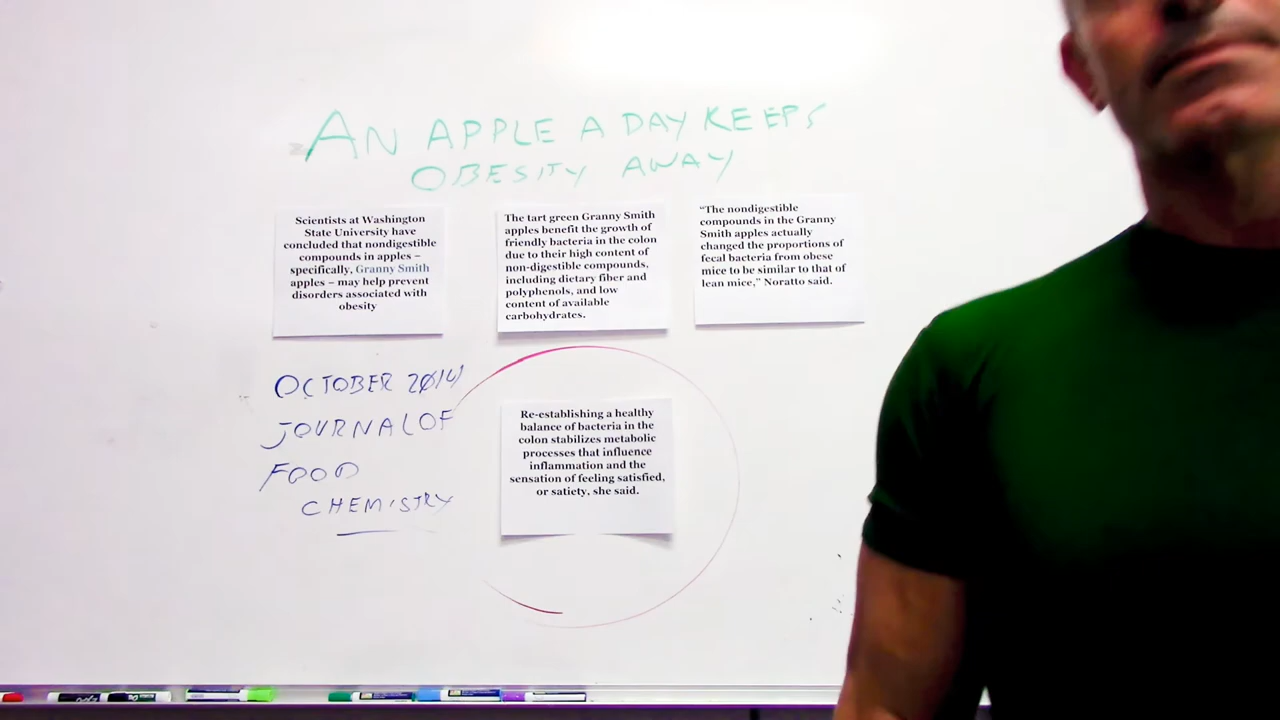 AN APPLE A DAY KEEPS
OBESITY AWAY
Scientists at Washington
State University have
concluded that nondigestible
compounds in apples –
specifically, Granny Smith
apples – may help prevent
disorders associated with
obesity
The tart green Granny Smith
apples benefit the growth of
friendly bacteria in the colon
due to their high content of
non-digestible compounds,
including dietary fiber and
polyphenols, and low
content of available
carbohydrates.
"The nondigestible
compounds in the Granny
Smith apples actually
changed the proportions of
fecal bacteria from obese
mice to be similar to that of
lean mice," Noratto said.
OCTOBER 2014
JOURNAL OF
FOOD
CHEMISTRY
Re-establishing a healthy
balance of bacteria in the
colon stabilizes metabolic
processes that influence
inflammation and the
sensation of feeling satisfied,
or satiety, she said.